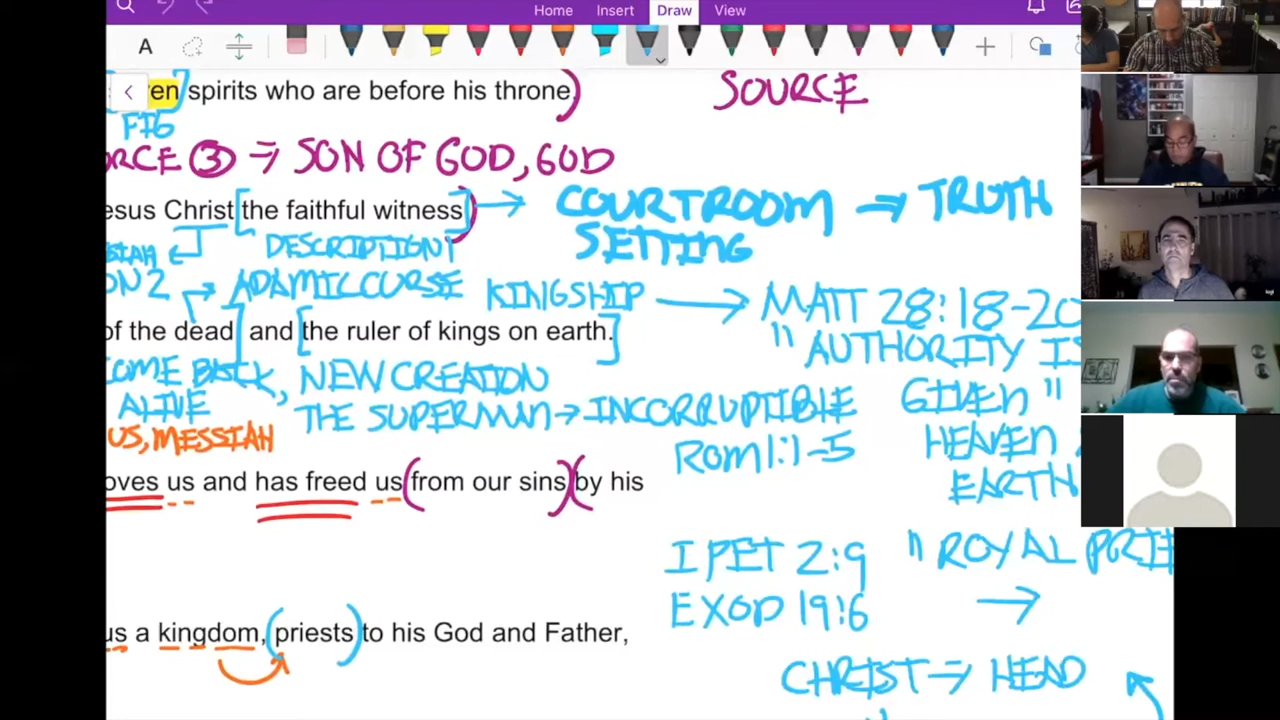 Home Insert Draw View
A
ven spirits who are before his throne
SOURCE
FIG
ORCE 3 ⇒ SON OF GOD, GOD
esus Christ the faithful witness → COURTROOM ⇒ TRUTH
SETTING
SIAH DESCRIPTION 1
ON 2 → ADAMIC CURSE KINGSHIP → MATT 28:18-20
of the dead and the ruler of kings on earth.
" AUTHORITY IS
COME BACK, NEW CREATION
ALIVE THE SUPERMAN → INCORRUPTIBLE GIVEN "
US, MESSIAH
Rom 1:1-5 HEAVEN
EARTH
oves us and has freed us (from our sins)(by his
I PET 2:9 " ROYAL PRIE
EXOD 19:6 →
us a kingdom, (priests) to his God and Father,
CHRIST ⇒ HEAD